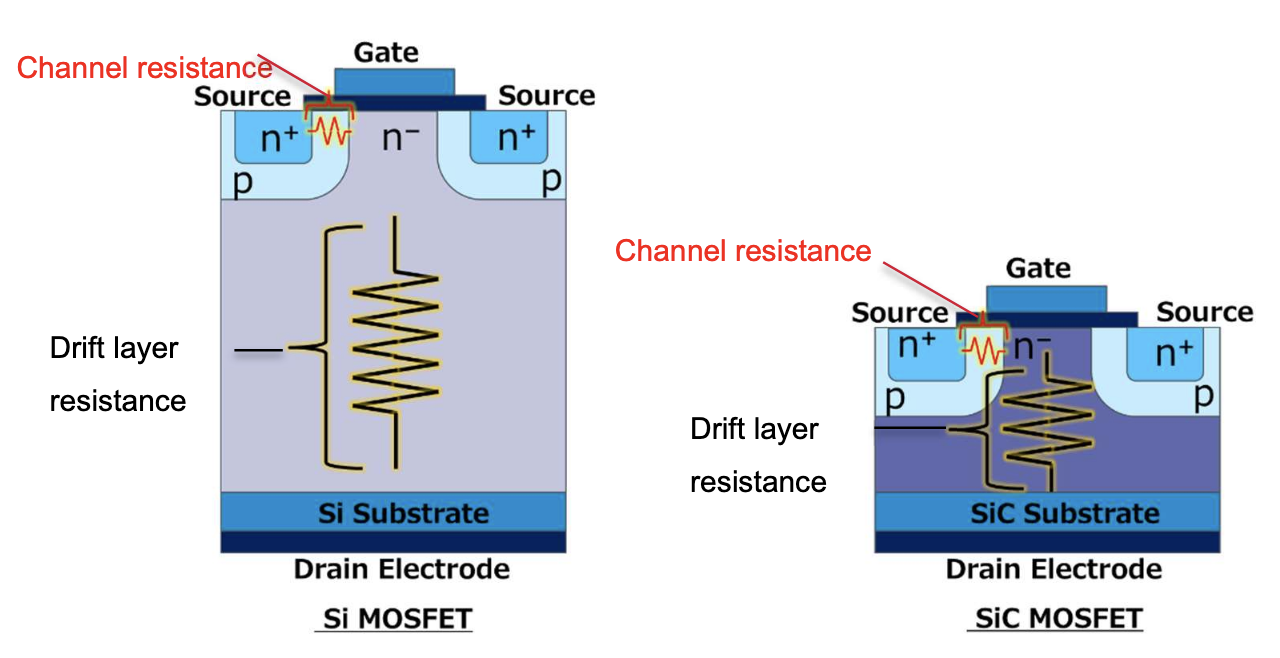 Channel resistance
Gate
Source
Source
n+
n−
n+
p
p
Drift layer
resistance
Si Substrate
Drain Electrode
Si MOSFET
Channel resistance
Gate
Source
Source
n+
n−
n+
p
p
Drift layer
resistance
SiC Substrate
Drain Electrode
SiC MOSFET